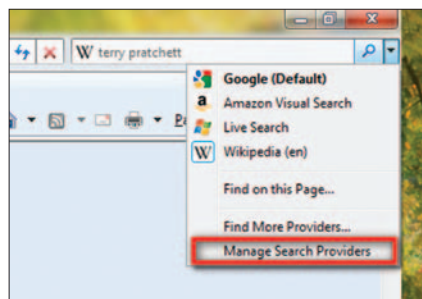 W terry pratchett
Google (Default)
a Amazon Visual Search
Live Search
W Wikipedia (en)
Find on this Page...
Find More Providers...
Manage Search Providers